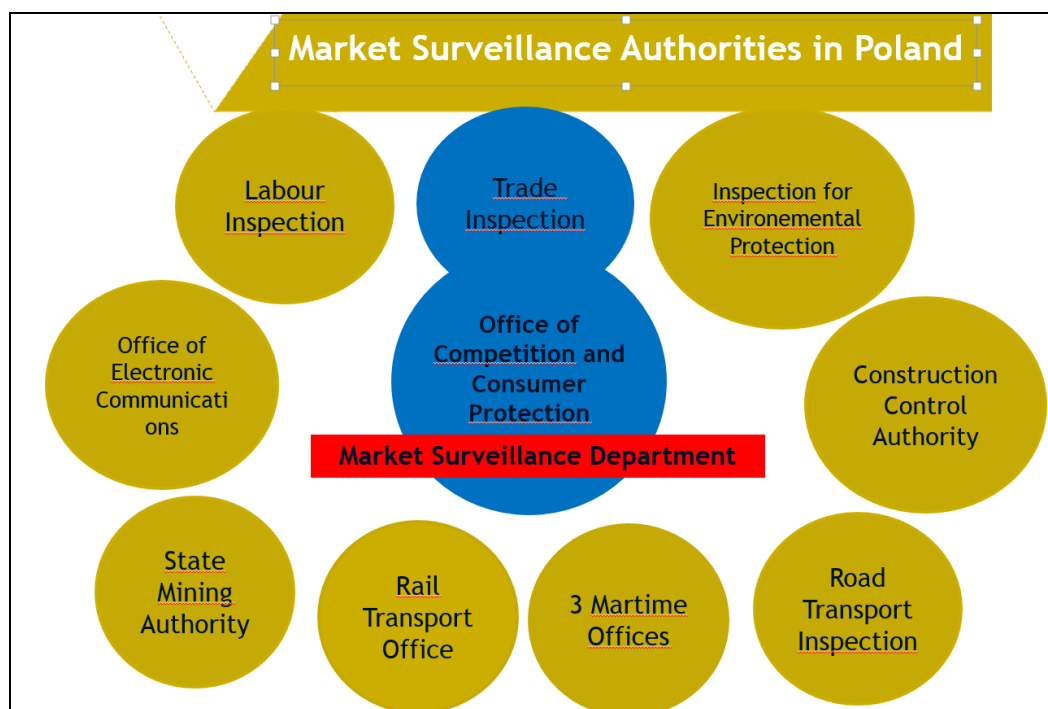 Market Surveillance Authorities in Poland
Labour
Inspection
Trade
Inspection
Inspection for
Environemental
Protection
Office of
Electronic
Communicati
ons
Office of
Competition and
Consumer
Protection
Market Surveillance Department
Construction
Control
Authority
State
Mining
Authority
Rail
Transport
Office
3 Martime
Offices
Road
Transport
Inspection